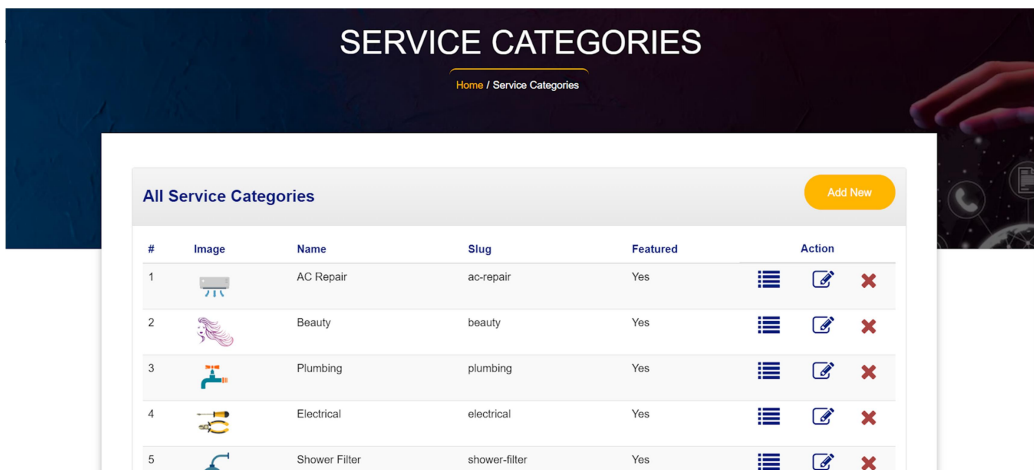 SERVICE CATEGORIES
Home / Service Categories
All Service Categories
Add New
# Image Name Slug Featured Action
1 AC Repair ac-repair Yes
2 Beauty beauty Yes
3 Plumbing plumbing Yes
4 Electrical electrical Yes
5 Shower Filter shower-filter Yes